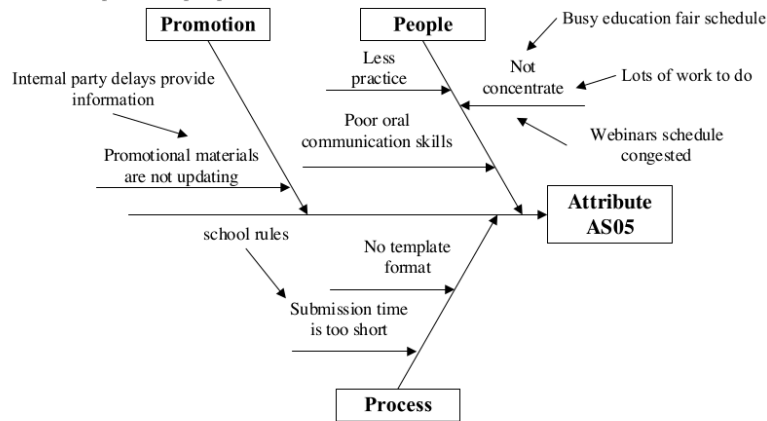 Promotion
People
Busy education fair schedule
Less
practice
Not
concentrate
Lots of work to do
Internal party delays provide
information
Poor oral
communication skills
Webinars schedule
congested
Promotional materials
are not updating
Attribute
AS05
school rules
No template
format
Submission time
is too short
Process